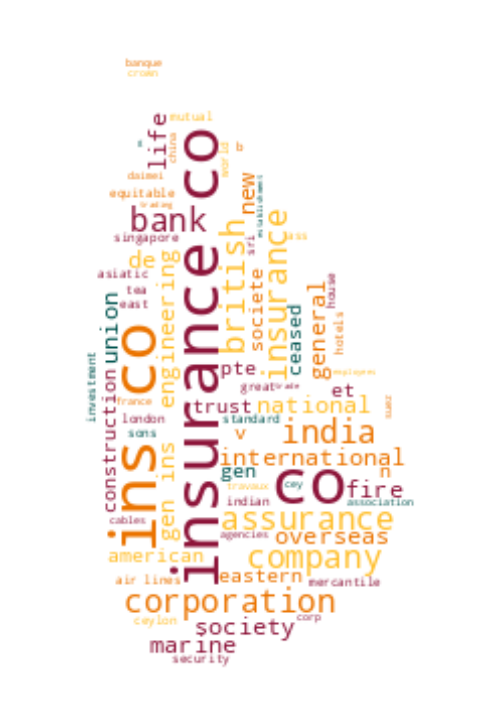 banque
crown
life
mutual
china
insurance co
s
world
b
daimei
equitable
trading
new
establishment
bank
british
insurance
singapore
sri
ass
de
asiatic
engineering
societe
tea
east
union
ceased
general
house
hotels
ins co
investment
construction
pte
great
trade
employees
et
france
trust
national
london
standard
sons
v
india
international
gen
n
gen ins
co
cey
travaux
fire
indian
association
cables
assurance
agencies
overseas
american
company
air lines
eastern
mercantile
corporation
ceylon
corp
society
marine
security